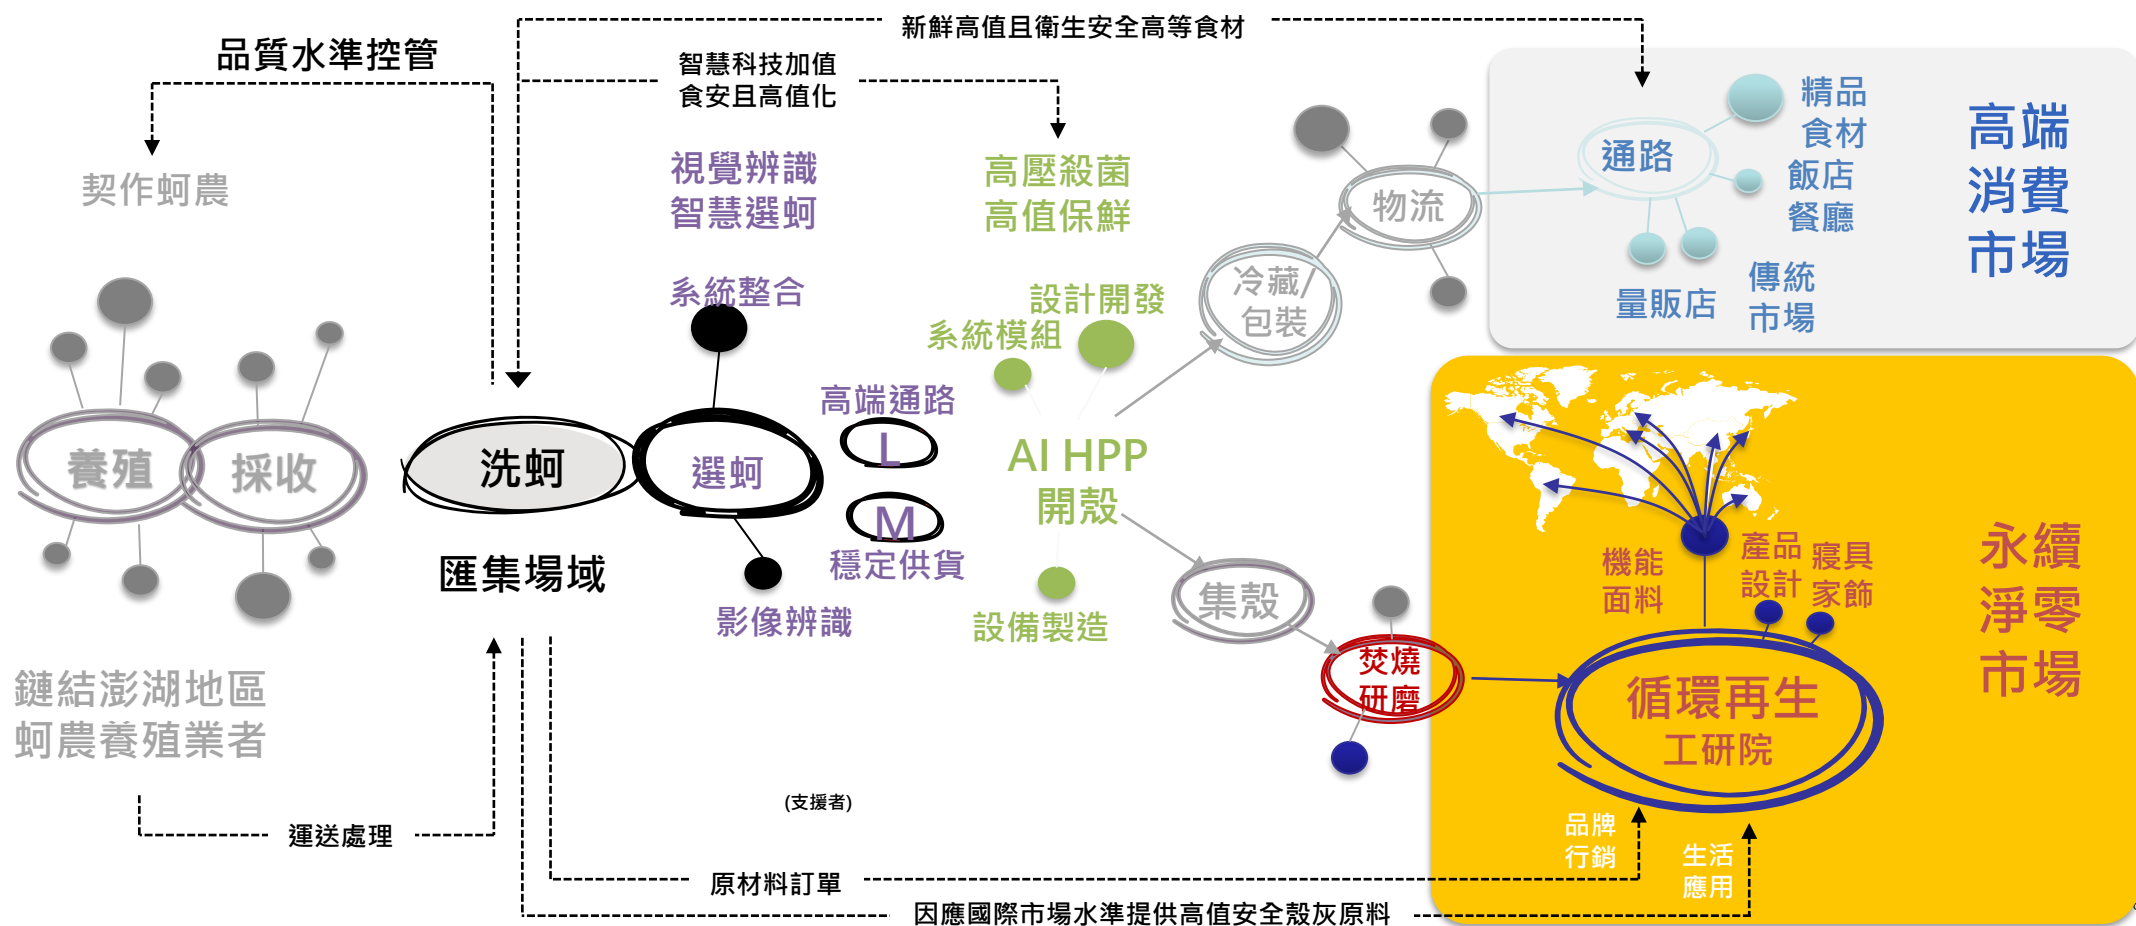 新鮮高值且衛生安全高等食材
品質水準控管
智慧科技加值
食安且高值化
契作蚵農
視覺辨識
智慧選蚵
高壓殺菌
高值保鮮
物流
通路
精品
食材
飯店
餐廳
高端
消費
市場
系統整合
設計開發
系統模組
冷藏/
包裝
量販店
傳統
市場
養殖
採收
洗蚵
選蚵
高端通路
L
M
穩定供貨
AI HPP
開殼
匯集場域
影像辨識
設備製造
集殼
焚燒
研磨
機能
面料
產品
設計
寢具
家飾
永續
淨零
市場
循環再生
工研院
鏈結澎湖地區
蚵農養殖業者
(支援者)
運送處理
品牌
行銷
生活
應用
原材料訂單
因應國際市場水準提供高值安全殼灰原料